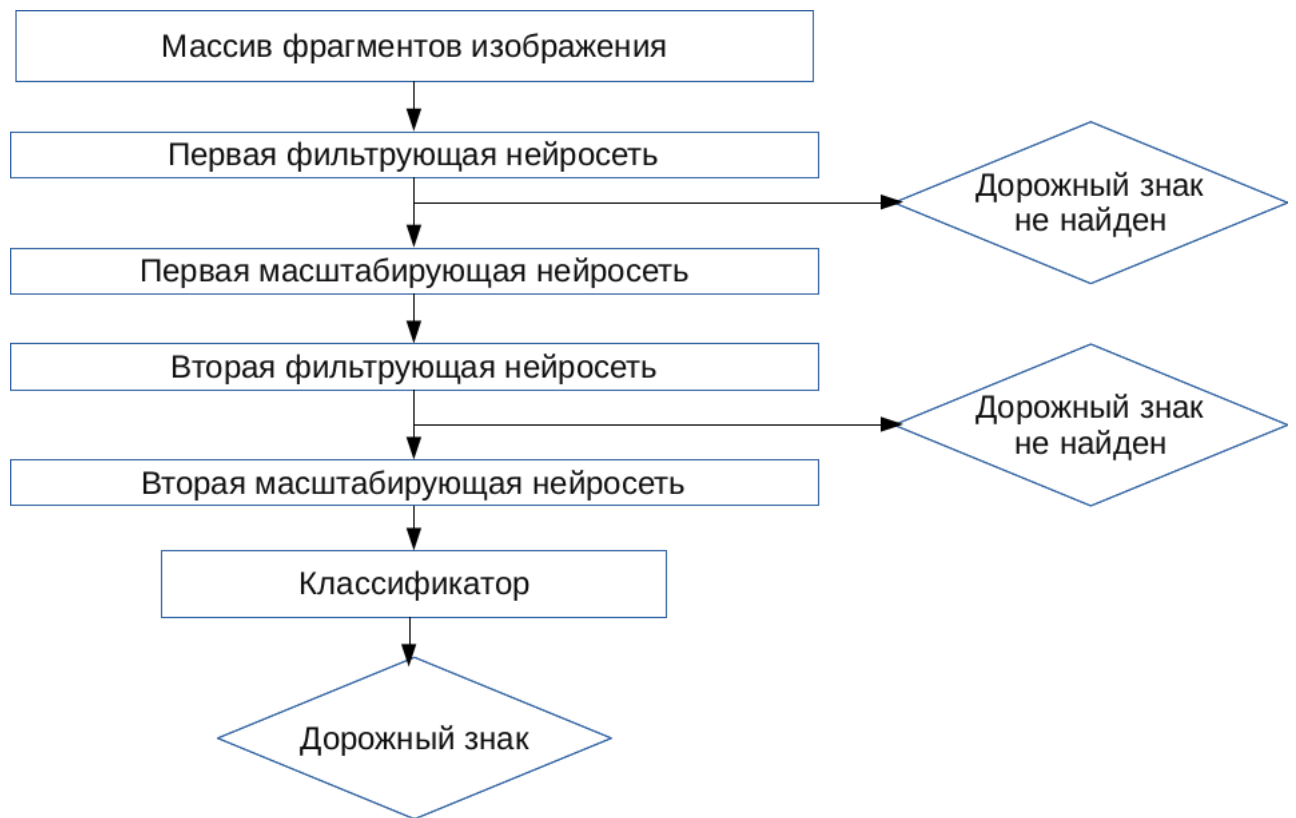 Массив фрагментов изображения
Первая фильтрующая нейросеть
Дорожный знак
не найден
Первая масштабирующая нейросеть
Вторая фильтрующая нейросеть
Дорожный знак
не найден
Вторая масштабирующая нейросеть
Классификатор
Дорожный знак